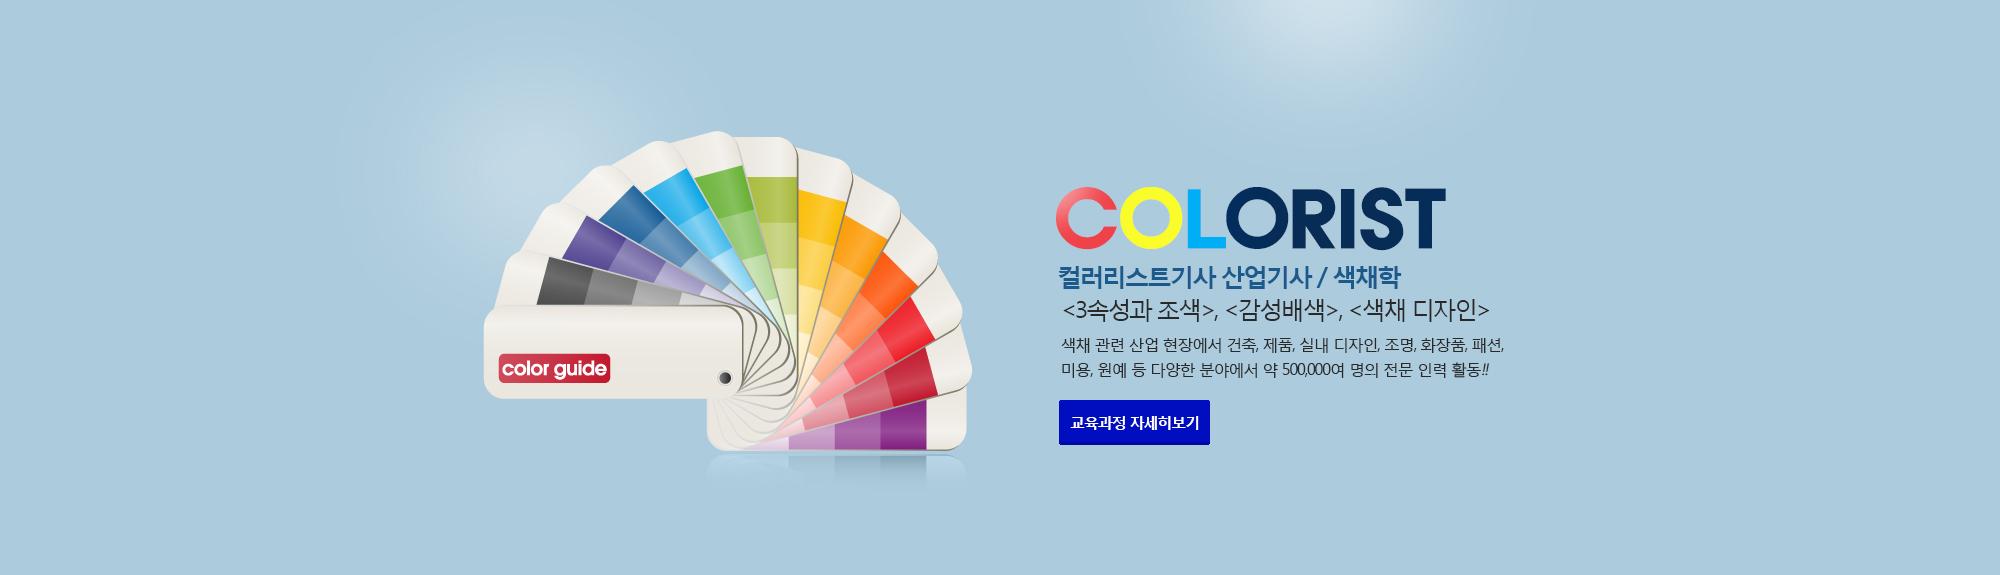 color guide
COLORIST
컬러리스트기사 산업기사 / 색채학
<3속성과 조색>, <감성배색>, <색채 디자인>
색채 관련 산업 현장에서 건축, 제품, 실내 디자인, 조명, 화장품, 패션,
미용, 원예 등 다양한 분야에서 약 500,000여 명의 전문 인력 활동!!
교육과정 자세히보기